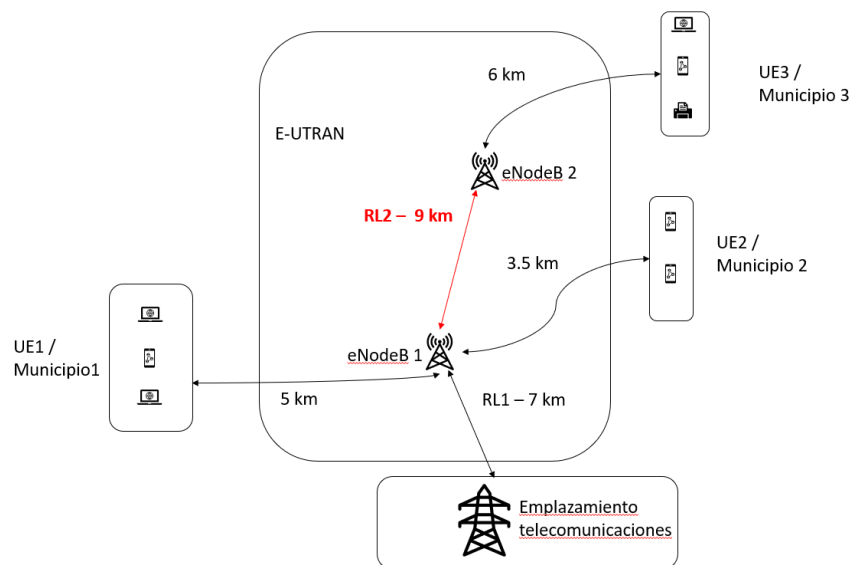 6 km
UE3 /
Municipio 3
E-UTRAN
eNodeB 2
RL2 – 9 km
UE2 /
Municipio 2
3.5 km
UE1 /
Municipio1
eNodeB 1
5 km
RL1 – 7 km
Emplazamiento
telecomunicaciones